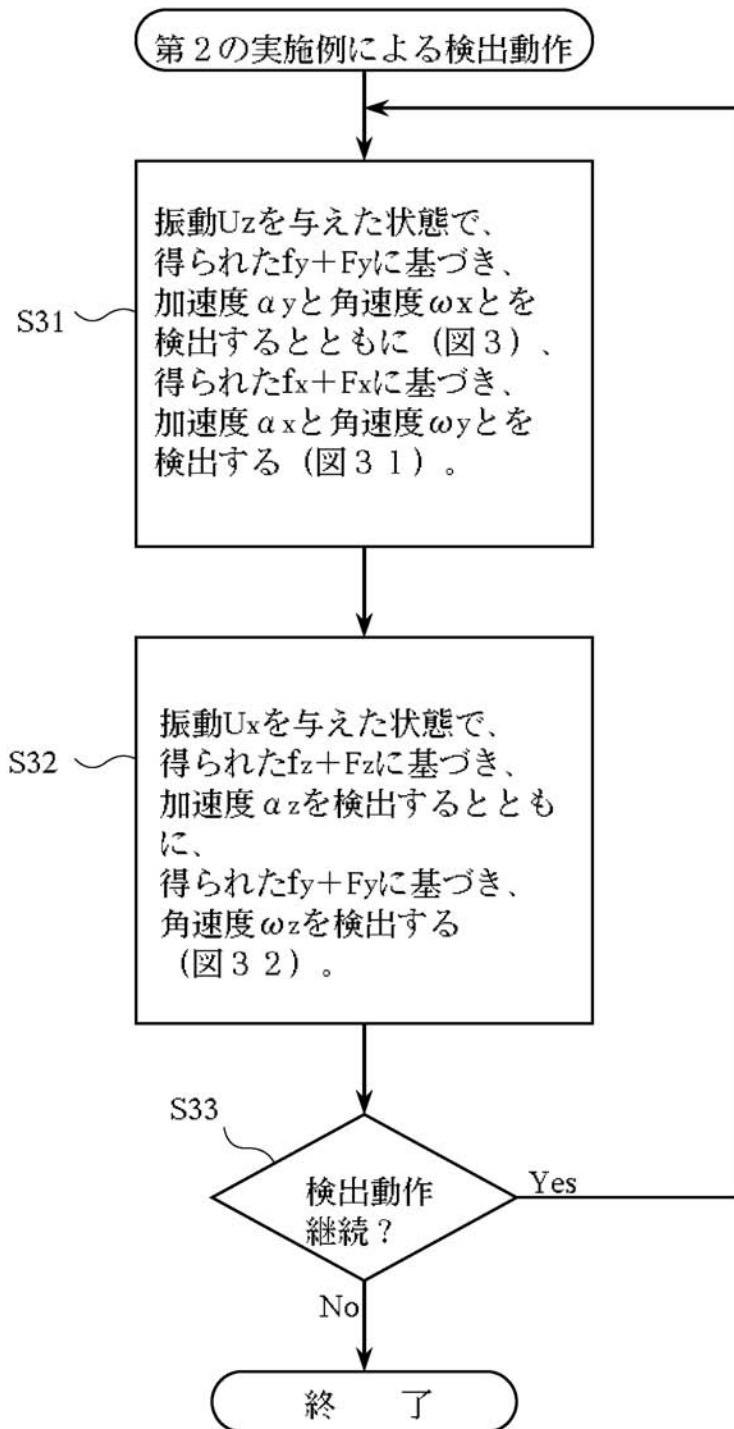 第２の実施例による検出動作
S31
振動Uzを与えた状態で、
得られたfy＋Fyに基づき、
加速度αyと角速度ωxとを
検出するとともに（図３）、
得られたfx＋Fxに基づき、
加速度αxと角速度ωyとを
検出する（図３１）。
S32
振動Uxを与えた状態で、
得られたfz＋Fzに基づき、
加速度αzを検出するととも
に、
得られたfy＋Fyに基づき、
角速度ωzを検出する
（図３２）。
S33
検出動作
継続？
Yes
No
終　了